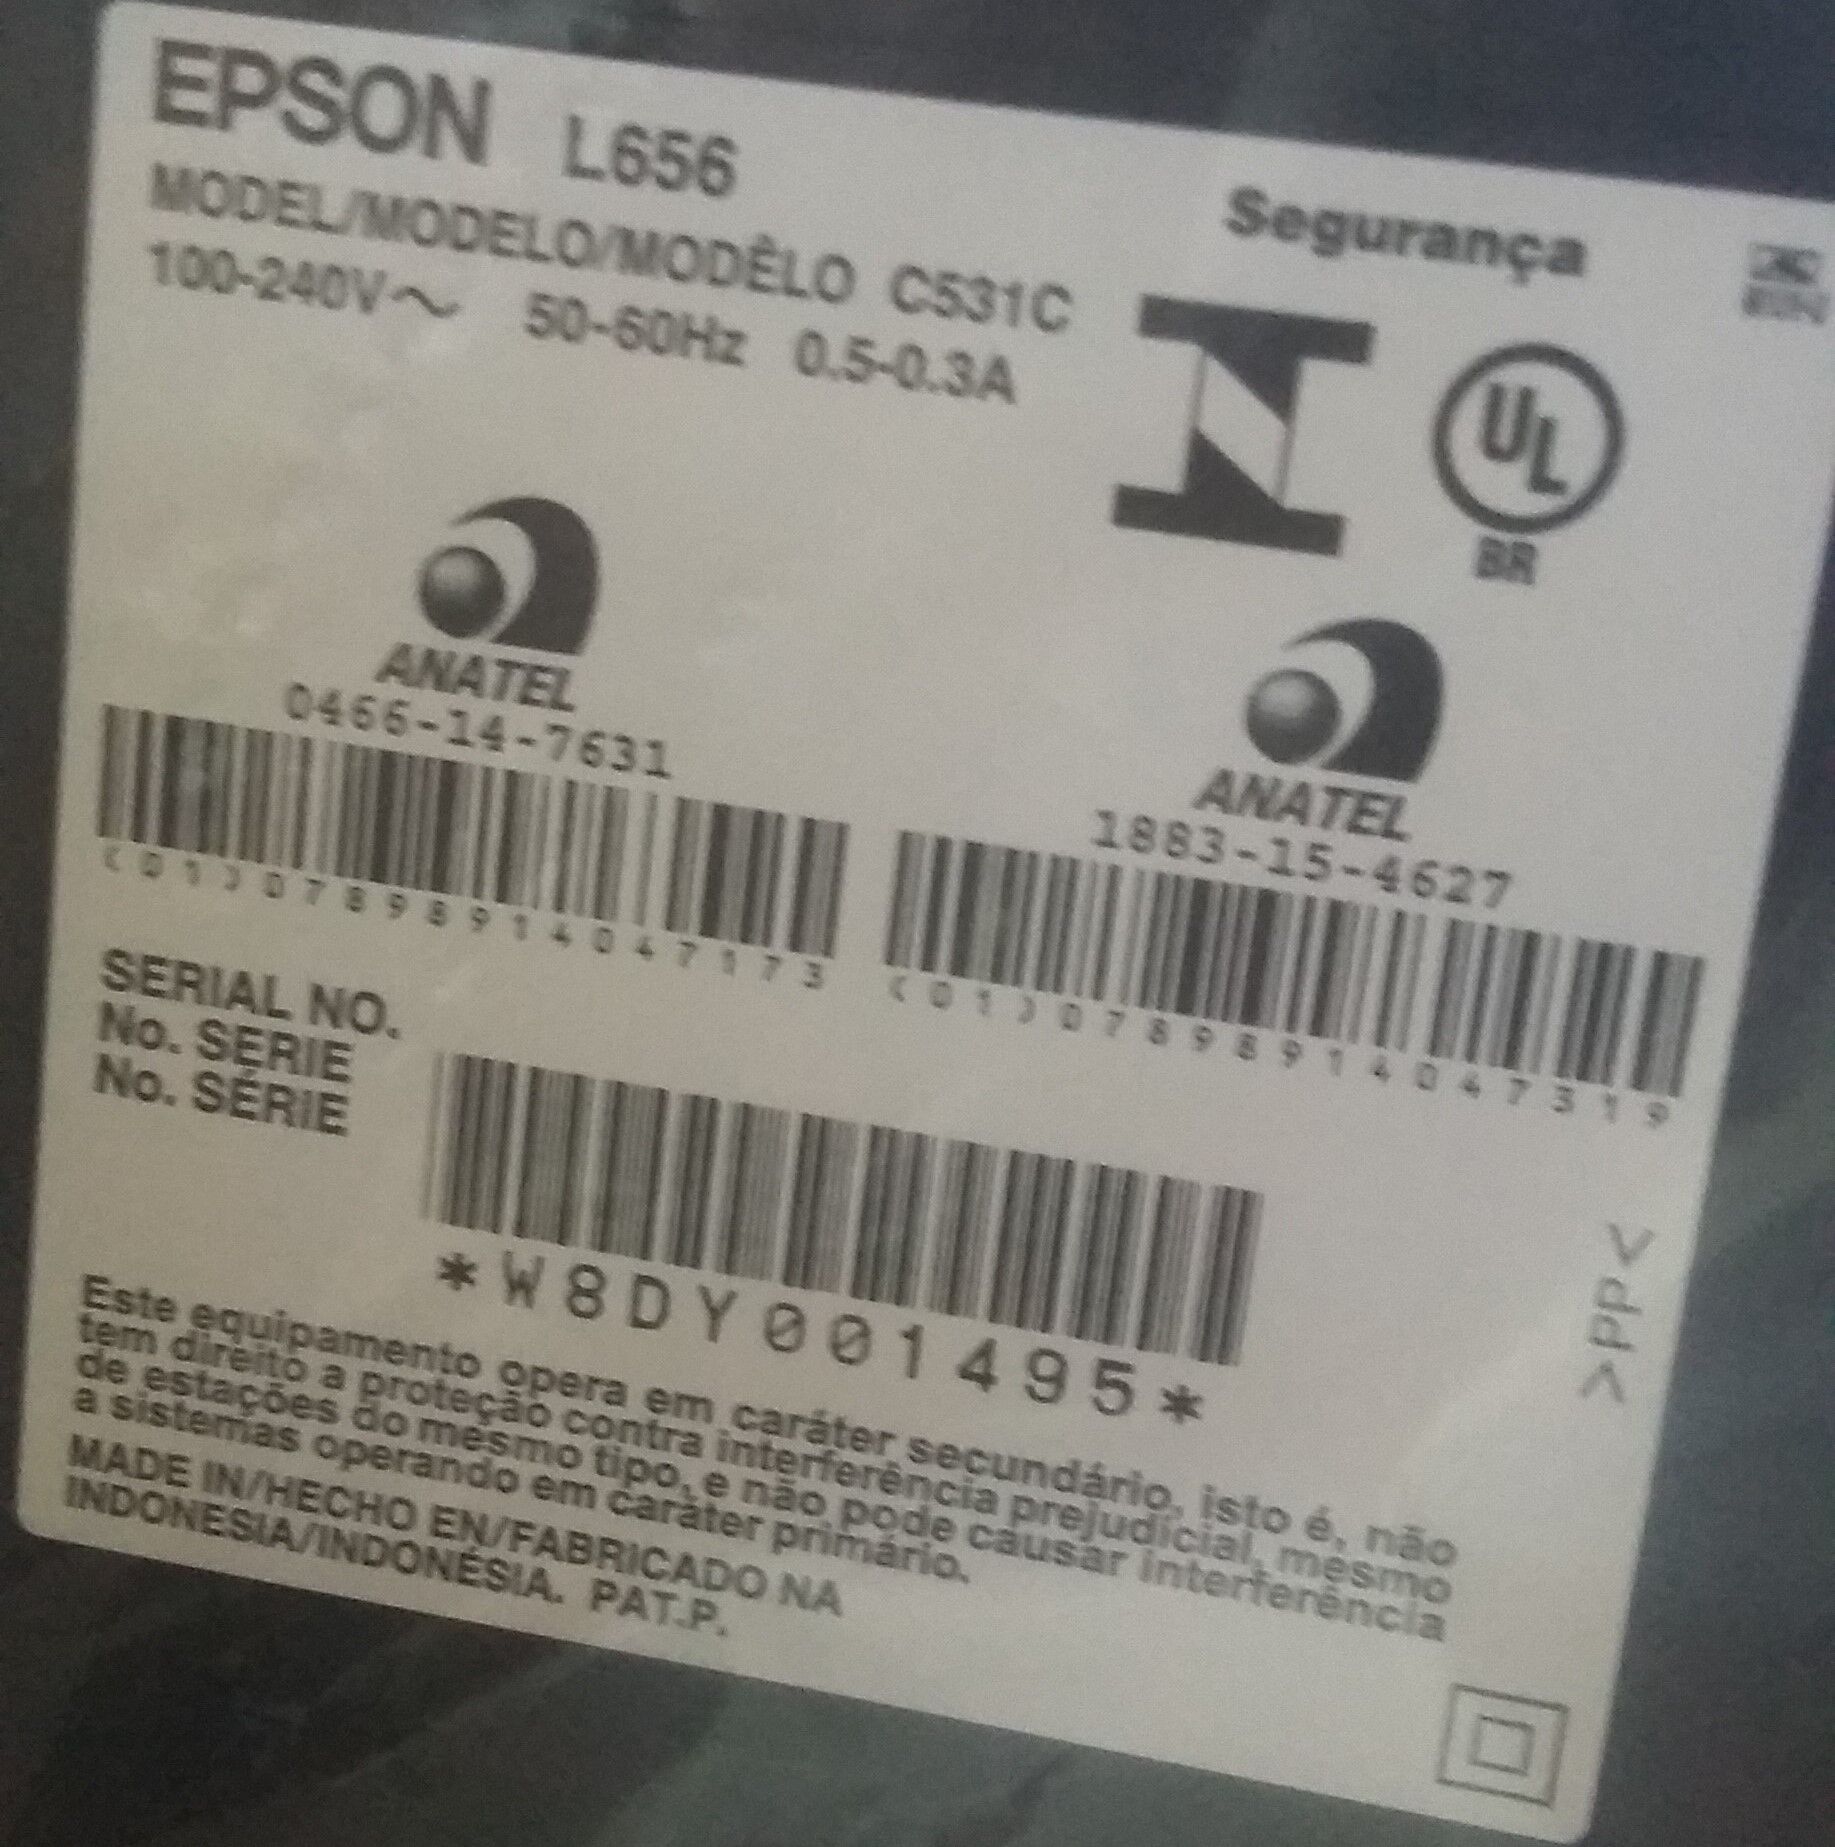 EPSON L656
MODEL/MODELO/MODÈLO C531C
100-240V～ 50-60Hz 0.5-0.3A
Segurança
UL
BR
ANATEL
0466-14-7631
(01)07898914047173
ANATEL
1883-15-4627
(01)07898914047319
SERIAL NO.
No. SERIE
No. SÉRIE
*W8DY001495*
>PP<
Este equipamento opera em caráter secundário, isto é, não
tem direito a proteção contra interferência prejudicial, mesmo
de estações do mesmo tipo, e não pode causar interferência
a sistemas operando em caráter primário.
MADE IN/HECHO EN/FABRICADO NA
INDONESIA/INDONÉSIA. PAT.P.